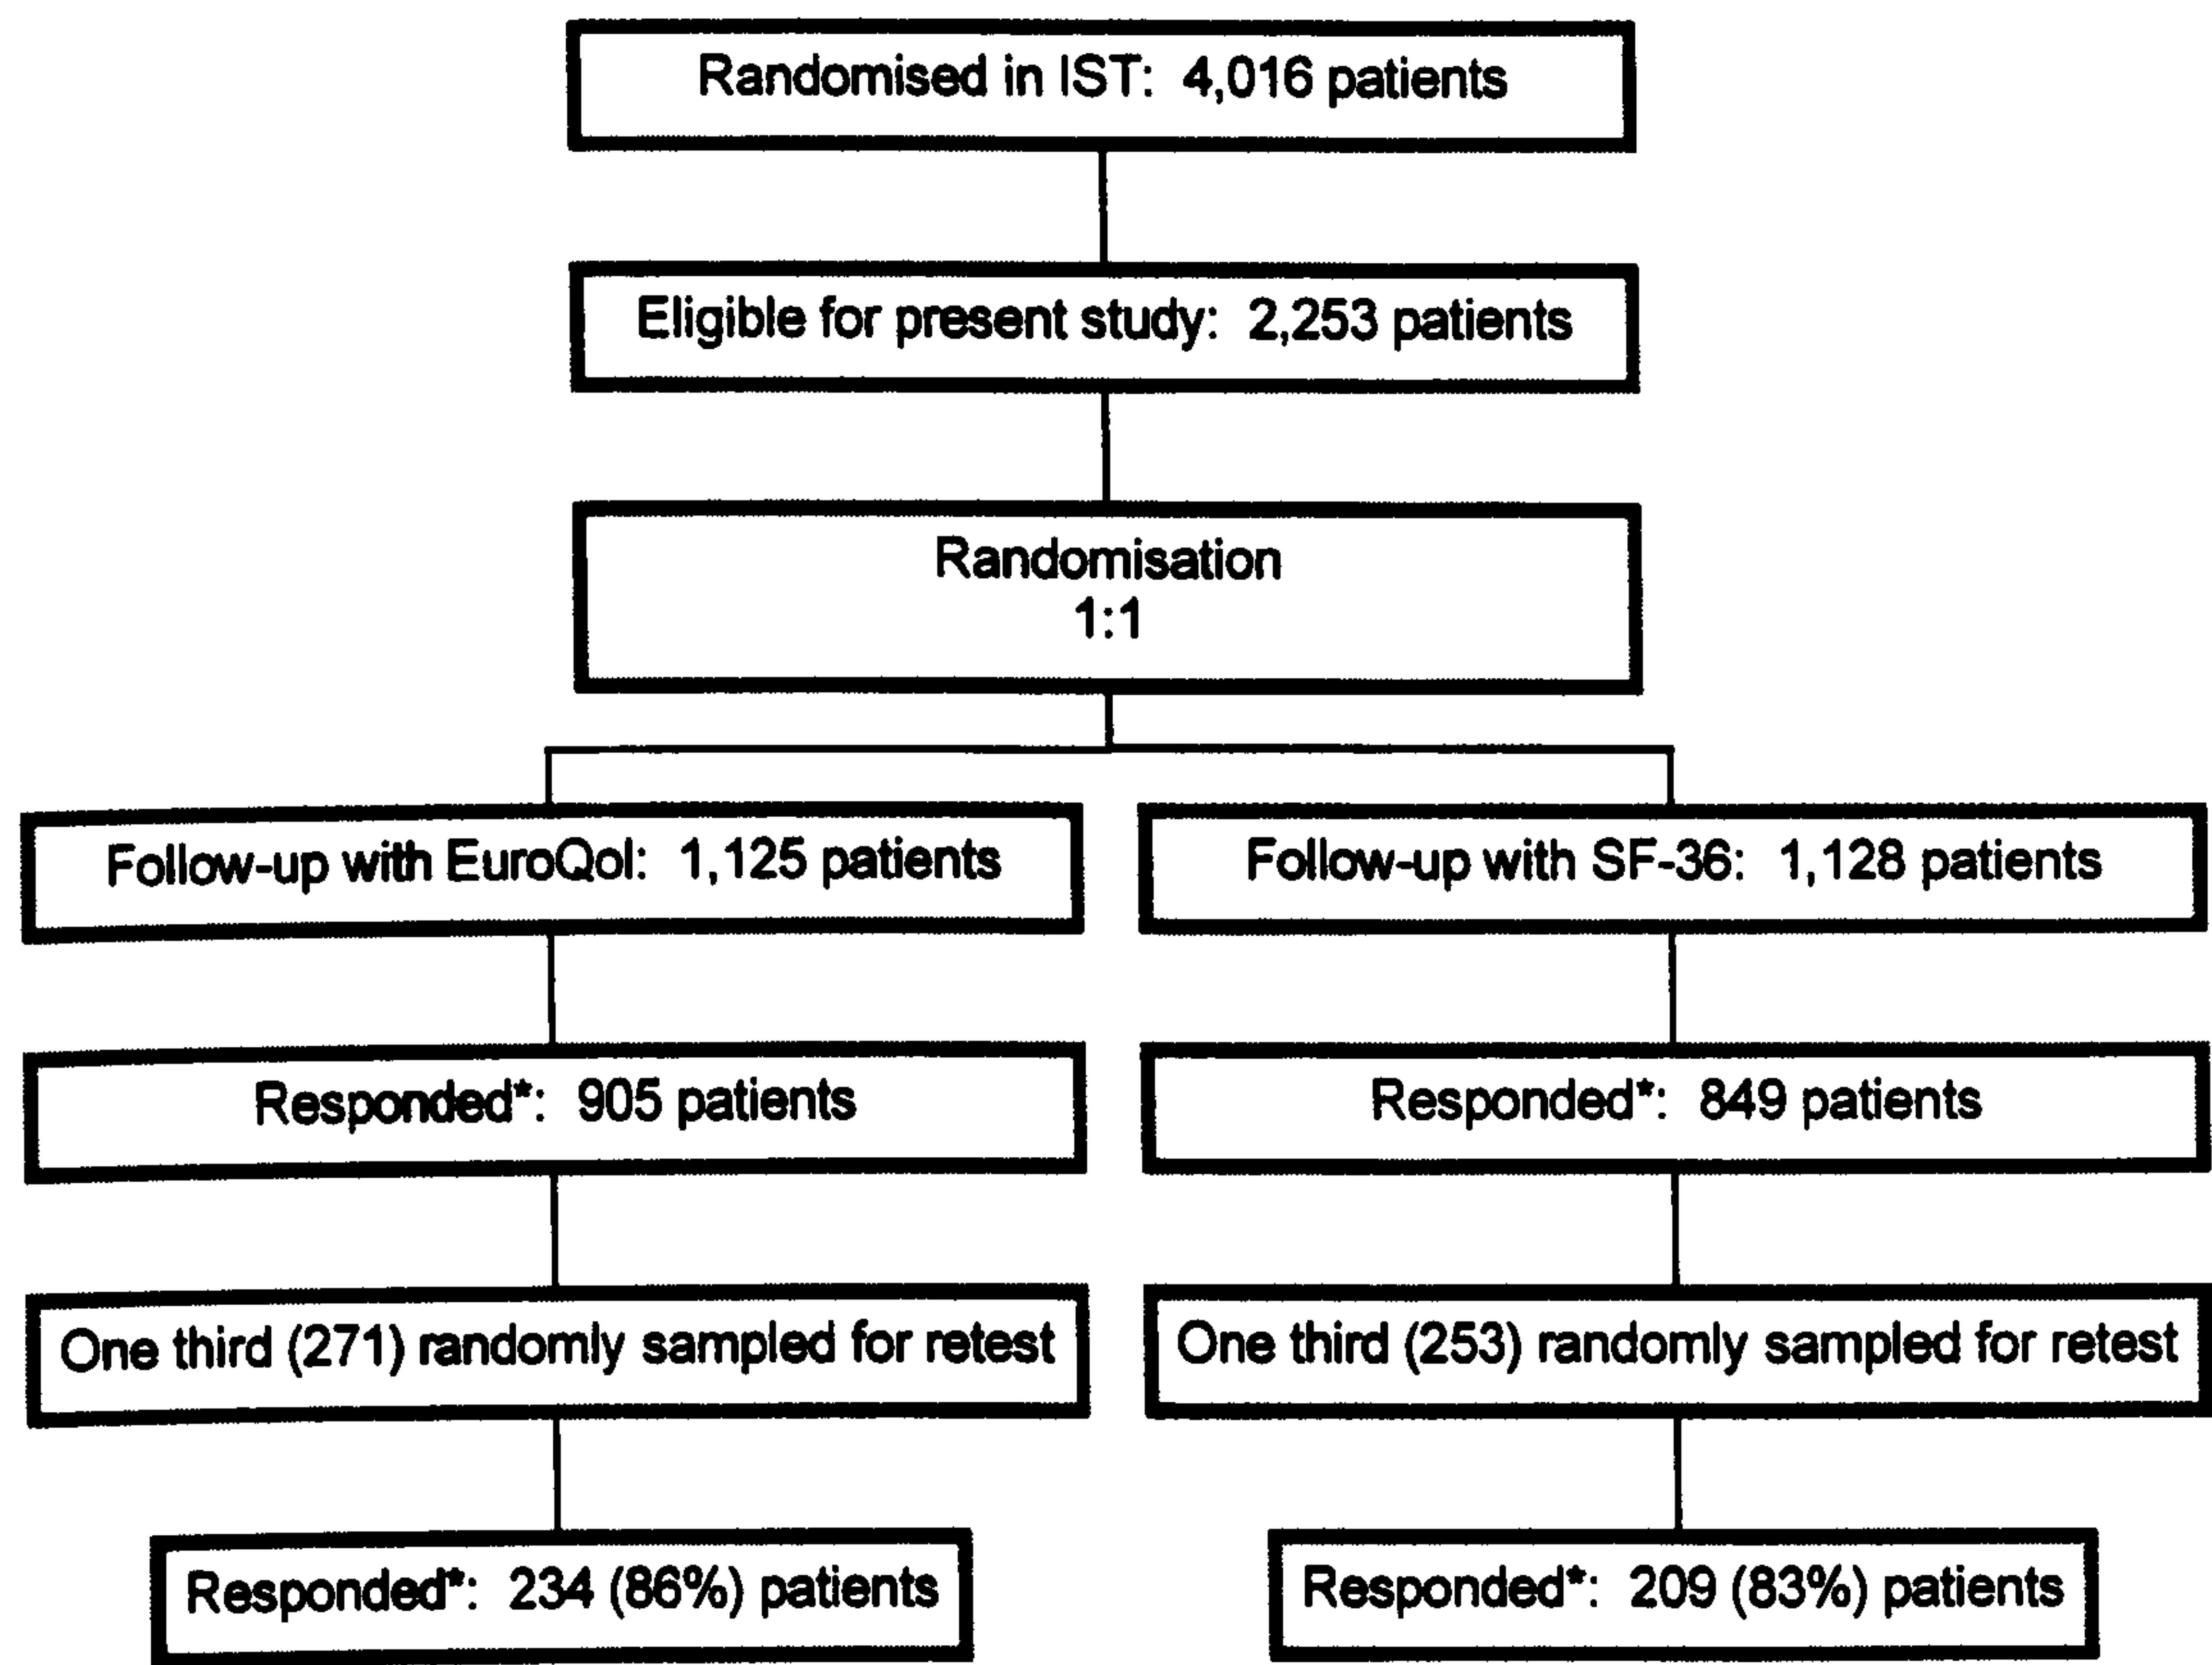 Randomised in IST: 4,016 patients
Eligible for present study: 2,253 patients
Randomisation
1:1
Follow-up with EuroQol: 1,125 patients
Follow-up with SF-36: 1,128 patients
Responded*: 905 patients
Responded*: 849 patients
One third (271) randomly sampled for retest
One third (253) randomly sampled for retest
Responded*: 234 (86%) patients
Responded*: 209 (83%) patients